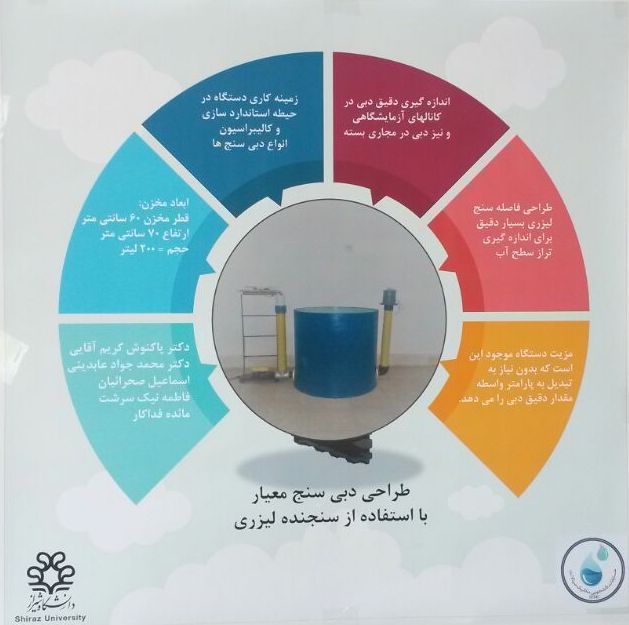 اندازه گیری دقیق دبی در
کانالهای آزمایشگاهی
و نیز دبی در مجاری بسته
زمینه کاری دستگاه در
حیطه استاندارد سازی
و کالیبراسیون
انواع دبی سنج ها
طراحی فاصله سنج
لیزری بسیار دقیق
برای اندازه گیری
تراز سطح آب
ابعاد مخزن:
قطر مخزن ۶۰ سانتی متر
ارتفاع ۷۰ سانتی متر
حجم = ۲۰۰ لیتر
مزیت دستگاه موجود این
است که بدون نیاز به
تبدیل به پارامتر واسطه
مقدار دقیق دبی را می دهد.
دکتر پاکنوش کریم آقایی
دکتر محمد جواد عابدینی
اسماعیل صحرائیان
فاطمه نیک سرشت
مائده فداکار
طراحی دبی سنج معیار
با استفاده از سنجنده لیزری
دانشگاه شیراز
Shiraz University